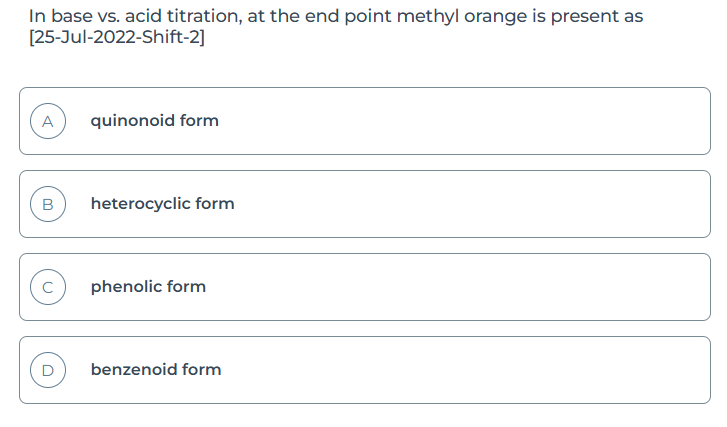 In base vs. acid titration, at the end point methyl orange is present as
[25-Jul-2022-Shift-2]
A quinonoid form
B heterocyclic form
C phenolic form
D benzenoid form